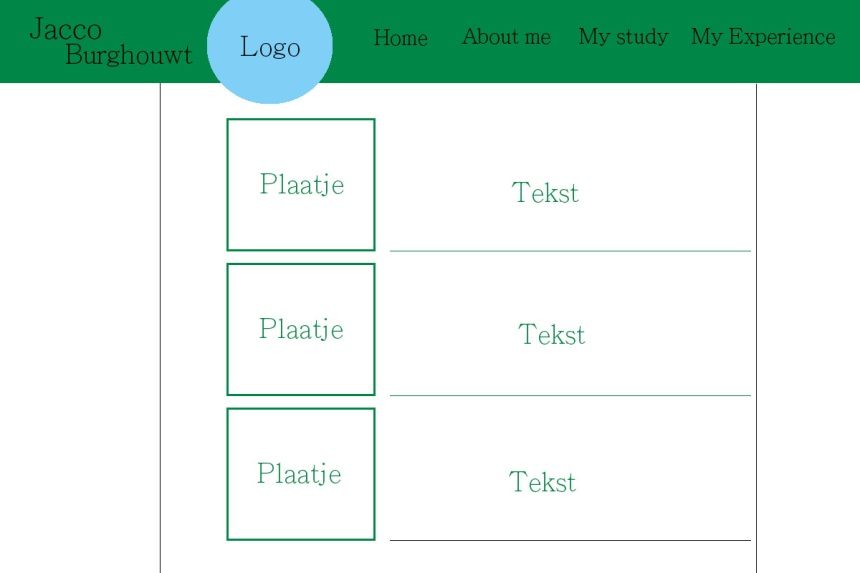 Jacco
Burghouwt
Logo
Home
About me
My study
My Experience
Plaatje
Tekst
Plaatje
Tekst
Plaatje
Tekst